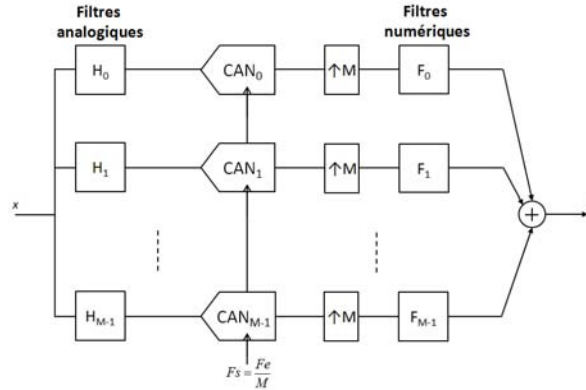 Filtres
analogiques
Filtres
numériques
H0
CAN0
↑M
F0
H1
CAN1
↑M
F1
x
+
HM-1
CANM-1
↑M
FM-1
Fs = Fe/M